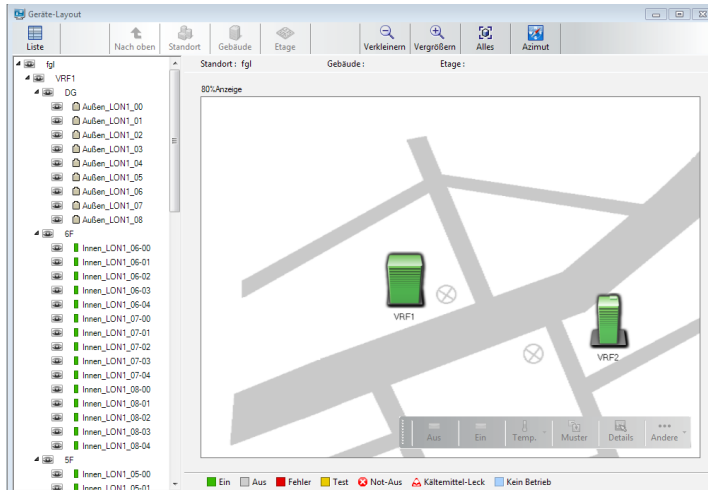 Geräte-Layout
Liste
Nach oben
Standort
Gebäude
Etage
Verkleinern
Vergrößern
Alles
Azimut
Standort: fgl Gebäude: Etage:
80%Anzeige
fgl
VRF1
DG
Außen_LON1_00
Außen_LON1_01
Außen_LON1_02
Außen_LON1_03
Außen_LON1_04
Außen_LON1_05
Außen_LON1_06
Außen_LON1_07
Außen_LON1_08
6F
Innen_LON1_06-00
Innen_LON1_06-01
Innen_LON1_06-02
Innen_LON1_06-03
Innen_LON1_06-04
Innen_LON1_07-00
Innen_LON1_07-01
Innen_LON1_07-02
Innen_LON1_07-03
Innen_LON1_07-04
Innen_LON1_08-00
Innen_LON1_08-01
Innen_LON1_08-02
Innen_LON1_08-03
Innen_LON1_08-04
5F
Innen_LON1_05-00
Innen_LON1_05-01
VRF1
VRF2
Aus
Ein
Temp.
Muster
Details
Andere
Ein Aus Fehler Test Not-Aus Kältemittel-Leck Kein Betrieb